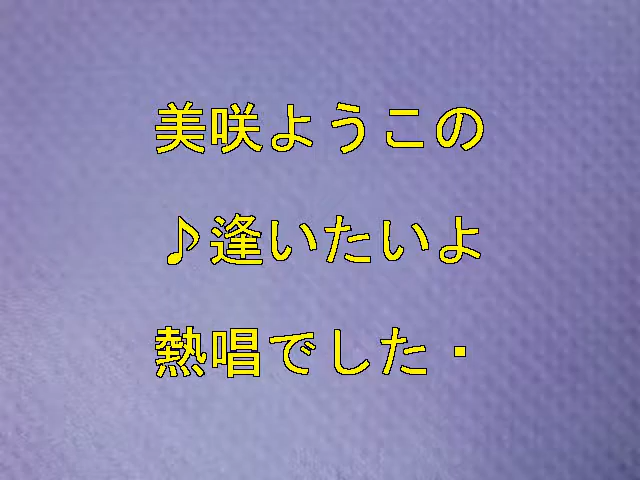 美咲ようこの
♪逢いたいよ
熱唱でした・